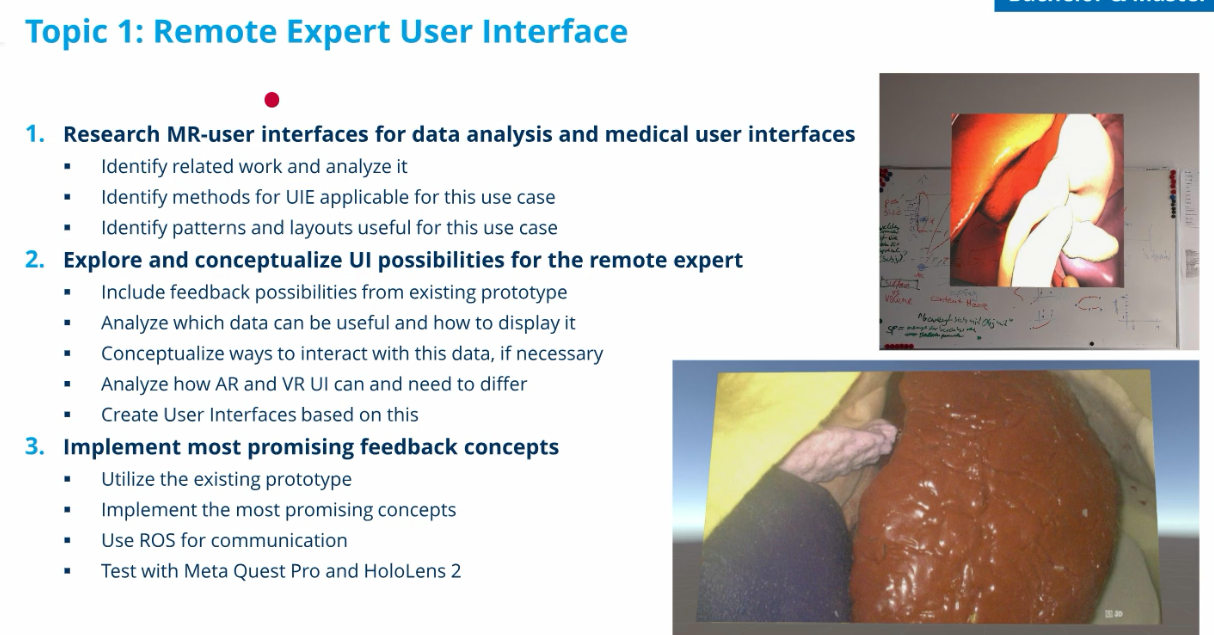 Bachelor & Master
Topic 1: Remote Expert User Interface
1. Research MR-user interfaces for data analysis and medical user interfaces
▪ Identify related work and analyze it
▪ Identify methods for UIE applicable for this use case
▪ Identify patterns and layouts useful for this use case
2. Explore and conceptualize UI possibilities for the remote expert
▪ Include feedback possibilities from existing prototype
▪ Analyze which data can be useful and how to display it
▪ Conceptualize ways to interact with this data, if necessary
▪ Analyze how AR and VR UI can and need to differ
▪ Create User Interfaces based on this
3. Implement most promising feedback concepts
▪ Utilize the existing prototype
▪ Implement the most promising concepts
▪ Use ROS for communication
▪ Test with Meta Quest Pro and HoloLens 2